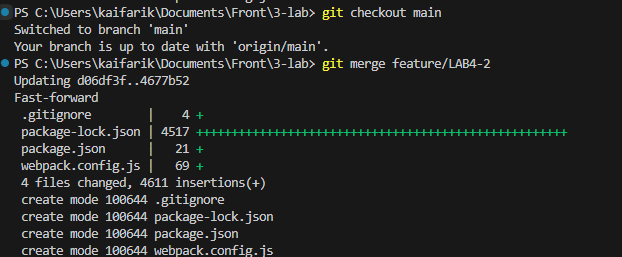 PS C:\Users\kaifarik\Documents\Front\3-lab> git checkout main
Switched to branch 'main'
Your branch is up to date with 'origin/main'.
PS C:\Users\kaifarik\Documents\Front\3-lab> git merge feature/LAB4-2
Updating d06df3f..4677b52
Fast-forward
 .gitignore        |    4 +
 package-lock.json | 4517 +++++++++++++++++++++++++++++++++++++++++++++++++++++
 package.json      |   21 +
 webpack.config.js |   69 +
 4 files changed, 4611 insertions(+)
 create mode 100644 .gitignore
 create mode 100644 package-lock.json
 create mode 100644 package.json
 create mode 100644 webpack.config.js